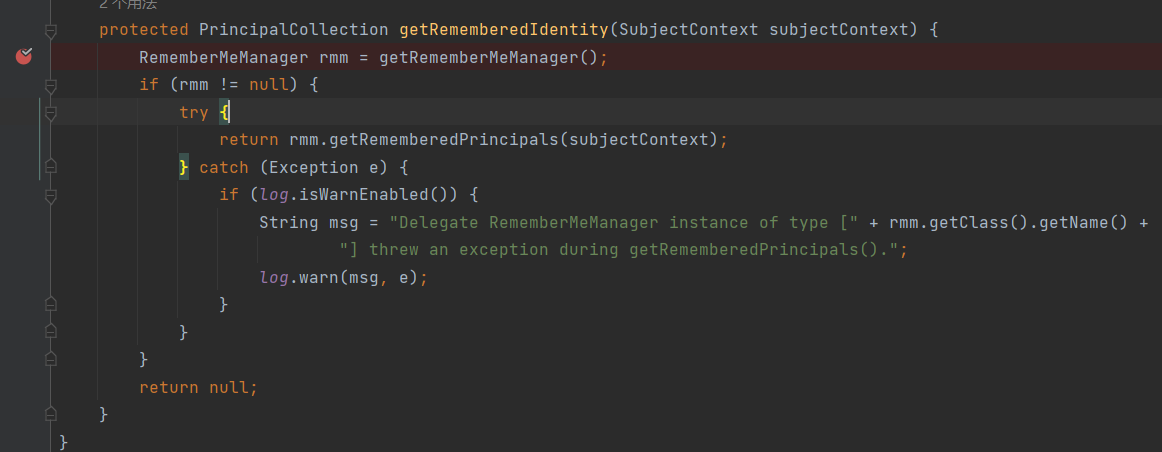 2 个用法
protected PrincipalCollection getRememberedIdentity(SubjectContext subjectContext) {
RememberMeManager rmm = getRememberMeManager();
if (rmm != null) {
try {
return rmm.getRememberedPrincipals(subjectContext);
} catch (Exception e) {
if (log.isWarnEnabled()) {
String msg = "Delegate RememberMeManager instance of type [" + rmm.getClass().getName() +
"] threw an exception during getRememberedPrincipals().";
log.warn(msg, e);
}
}
}
return null;
}
}